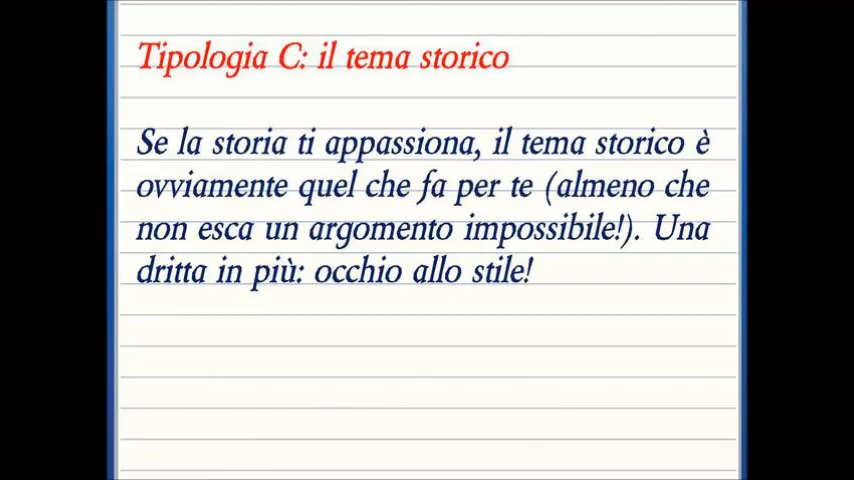 Tipologia C: il tema storico
Se la storia ti appassiona, il tema storico è
ovviamente quel che fa per te (almeno che
non esca un argomento impossibile!). Una
dritta in più: occhio allo stile!